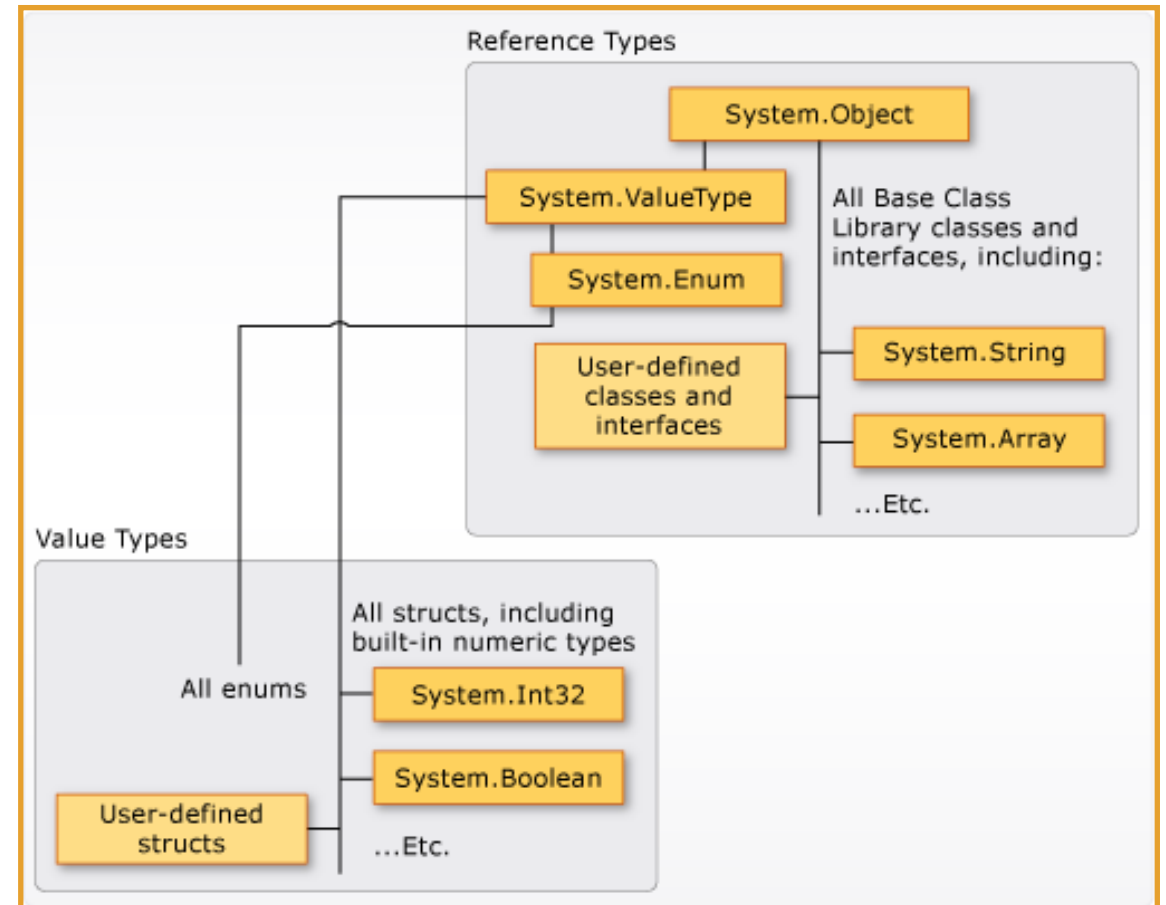 Reference Types
System.Object
System.ValueType
All Base Class
Library classes and
interfaces, including:
System.Enum
System.String
User-defined
classes and
interfaces
System.Array
...Etc.
Value Types
All structs, including
built-in numeric types
All enums
System.Int32
System.Boolean
User-defined
structs
...Etc.